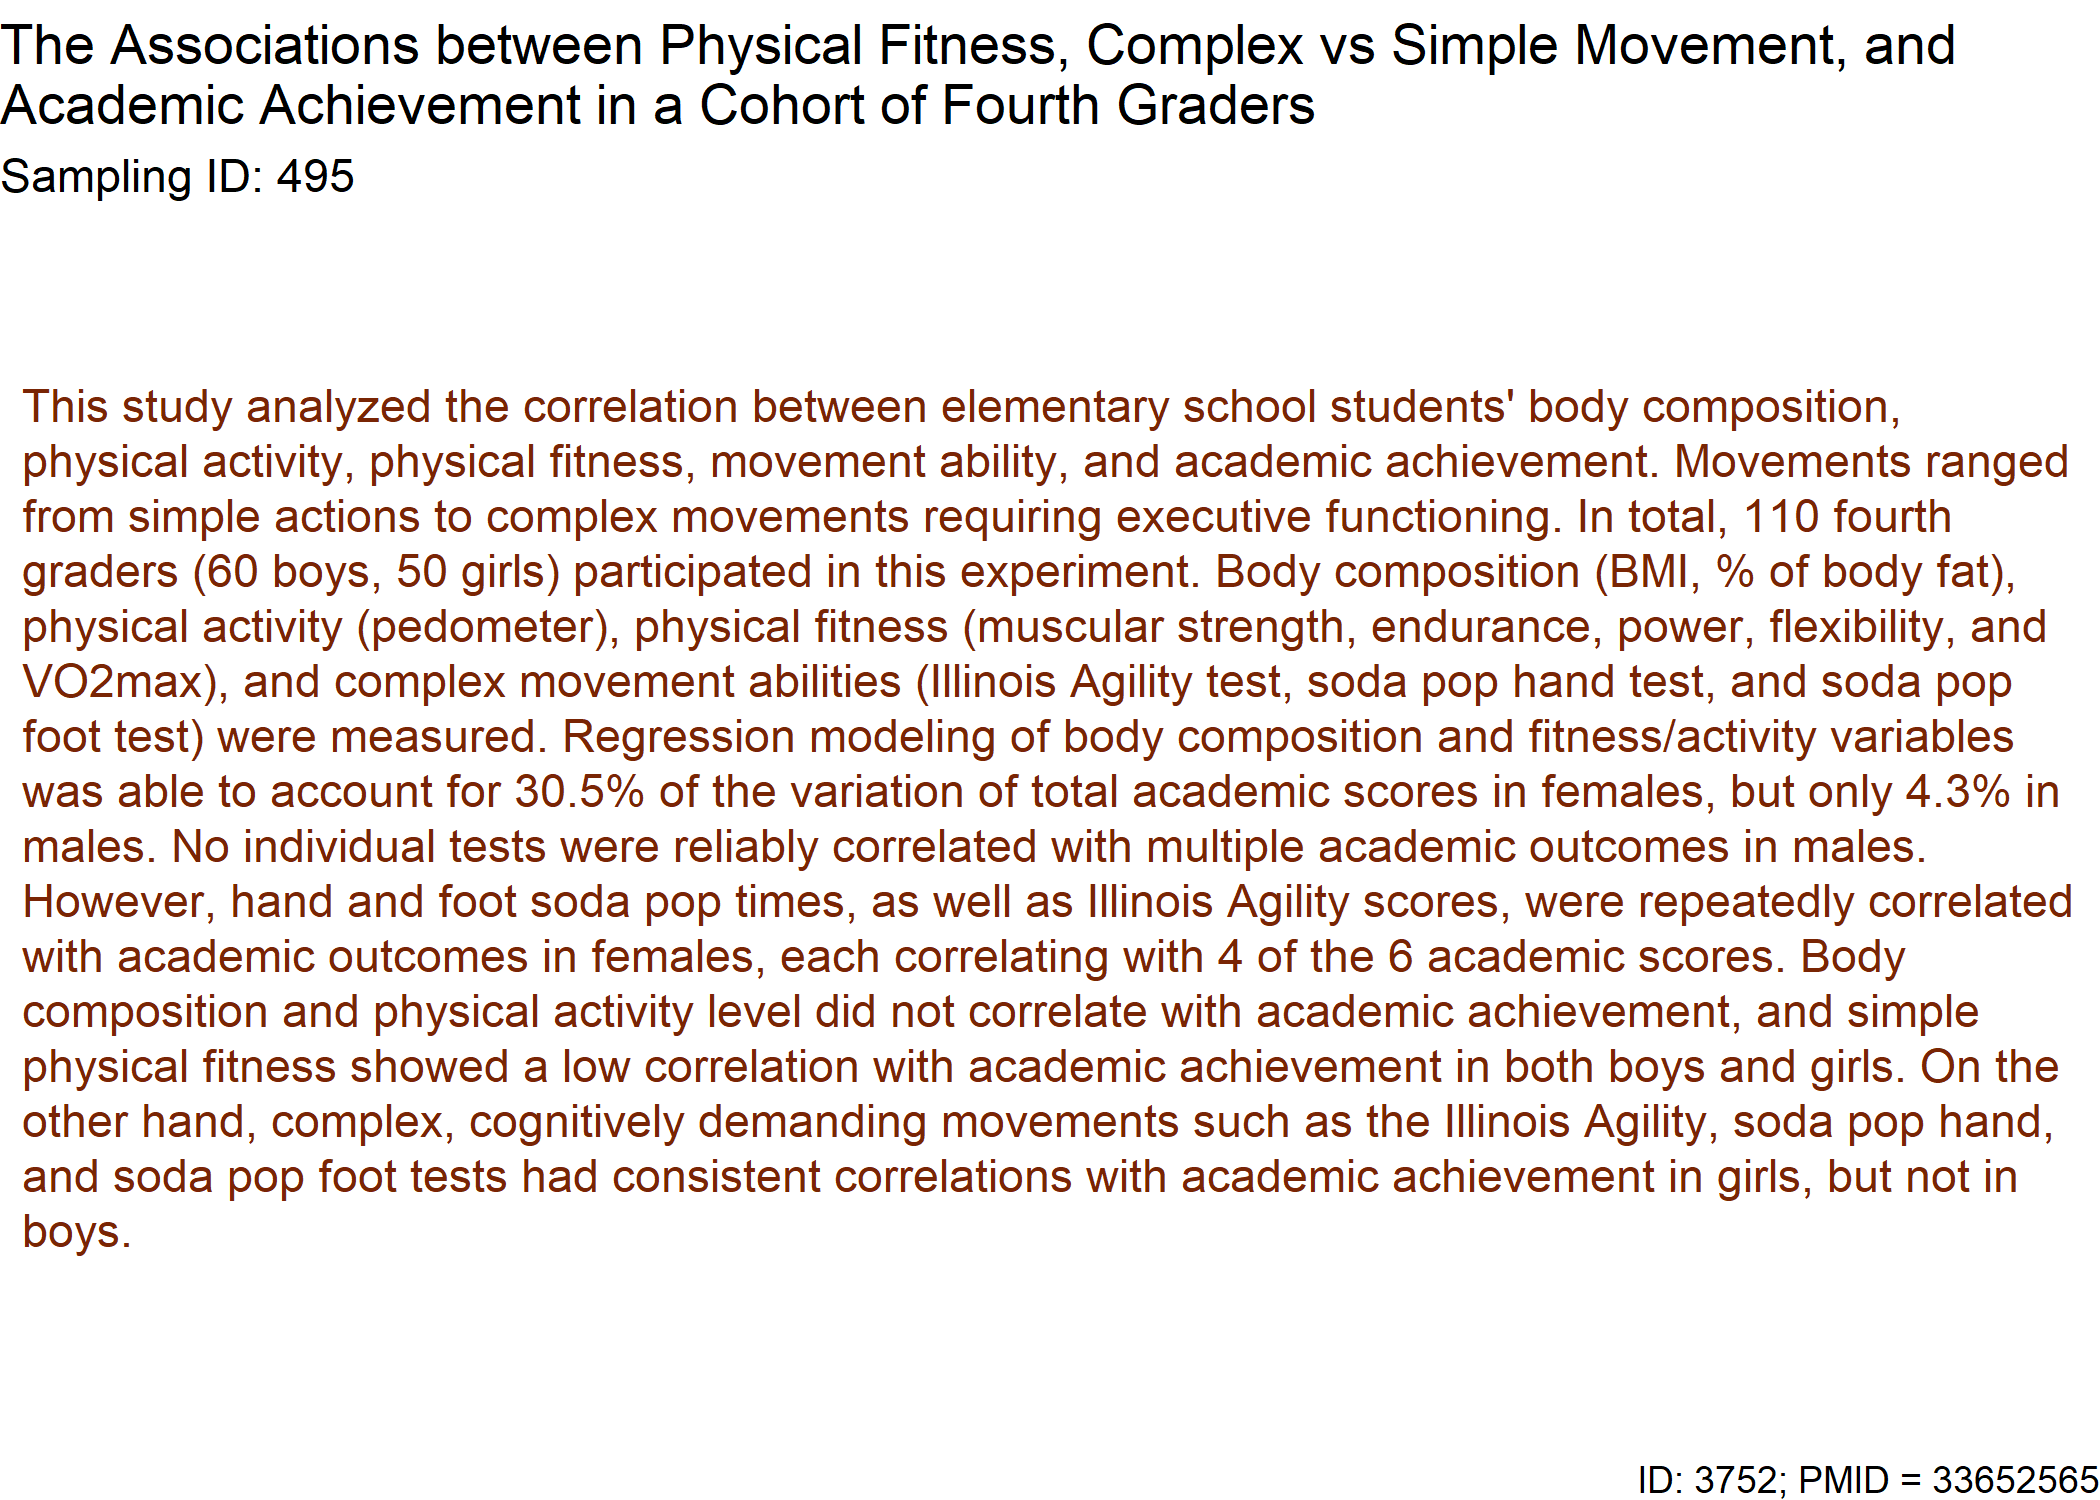 The Associations between Physical Fitness, Complex vs Simple Movement, and
Academic Achievement in a Cohort of Fourth Graders
Sampling ID: 495
This study analyzed the correlation between elementary school students' body composition,
physical activity, physical fitness, movement ability, and academic achievement. Movements ranged
from simple actions to complex movements requiring executive functioning. In total, 110 fourth
graders (60 boys, 50 girls) participated in this experiment. Body composition (BMI, % of body fat),
physical activity (pedometer), physical fitness (muscular strength, endurance, power, flexibility, and
VO2max), and complex movement abilities (Illinois Agility test, soda pop hand test, and soda pop
foot test) were measured. Regression modeling of body composition and fitness/activity variables
was able to account for 30.5% of the variation of total academic scores in females, but only 4.3% in
males. No individual tests were reliably correlated with multiple academic outcomes in males.
However, hand and foot soda pop times, as well as Illinois Agility scores, were repeatedly correlated
with academic outcomes in females, each correlating with 4 of the 6 academic scores. Body
composition and physical activity level did not correlate with academic achievement, and simple
physical fitness showed a low correlation with academic achievement in both boys and girls. On the
other hand, complex, cognitively demanding movements such as the Illinois Agility, soda pop hand,
and soda pop foot tests had consistent correlations with academic achievement in girls, but not in
boys.
ID: 3752; PMID = 33652565